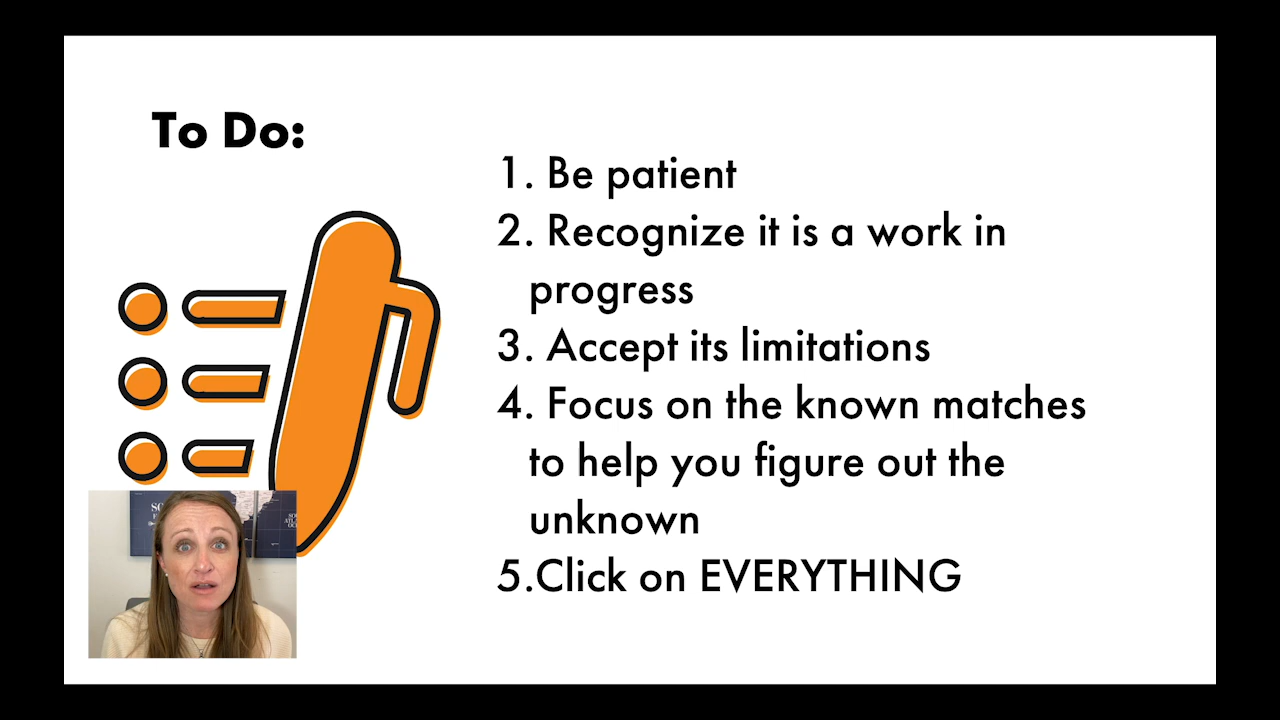 To Do:
1. Be patient
2. Recognize it is a work in
progress
3. Accept its limitations
4. Focus on the known matches
to help you figure out the
unknown
5.Click on EVERYTHING